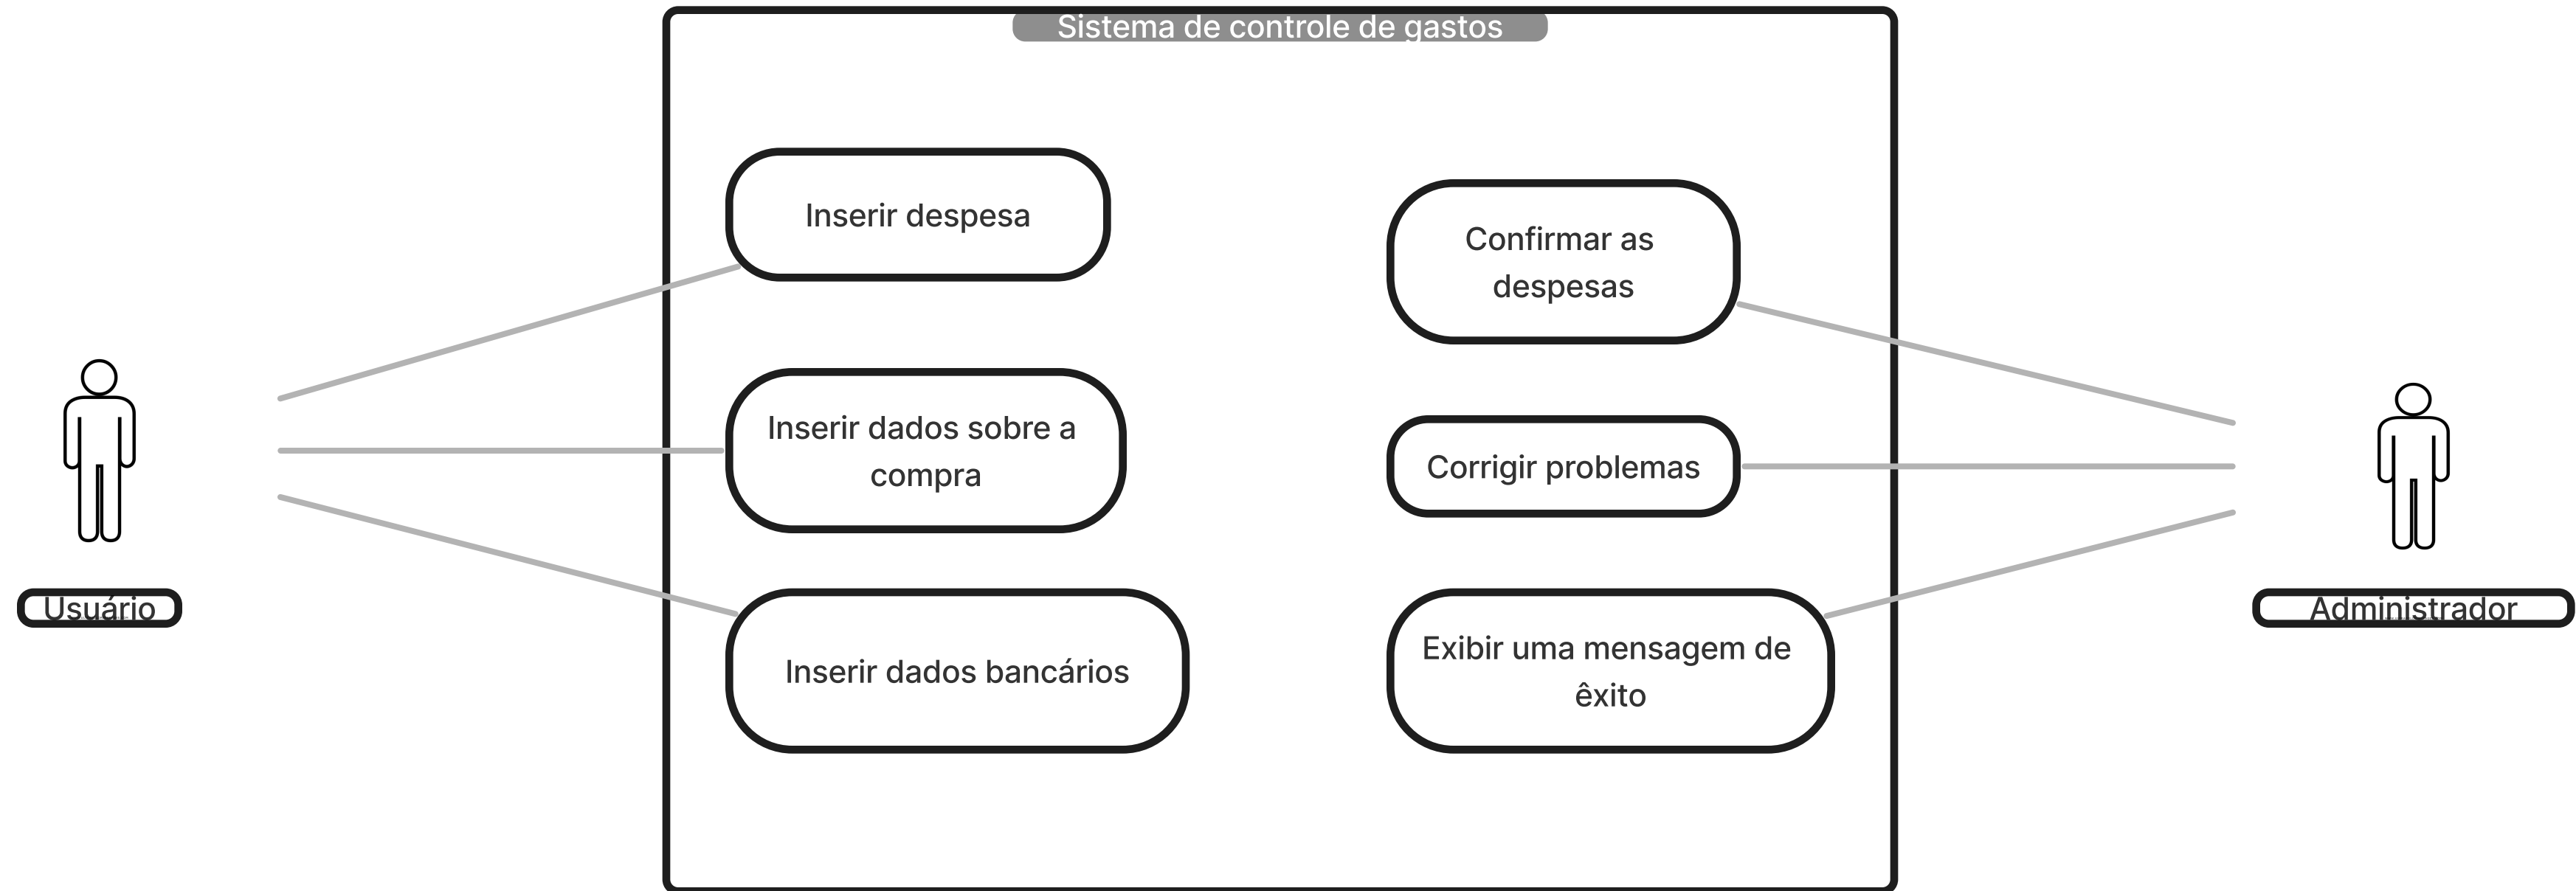 Sistema de controle de gastos
Inserir despesa
Confirmar as
despesas
Inserir dados sobre a
compra
Corrigir problemas
Usuário
Administrador
Inserir dados bancários
Exibir uma mensagem de
êxito